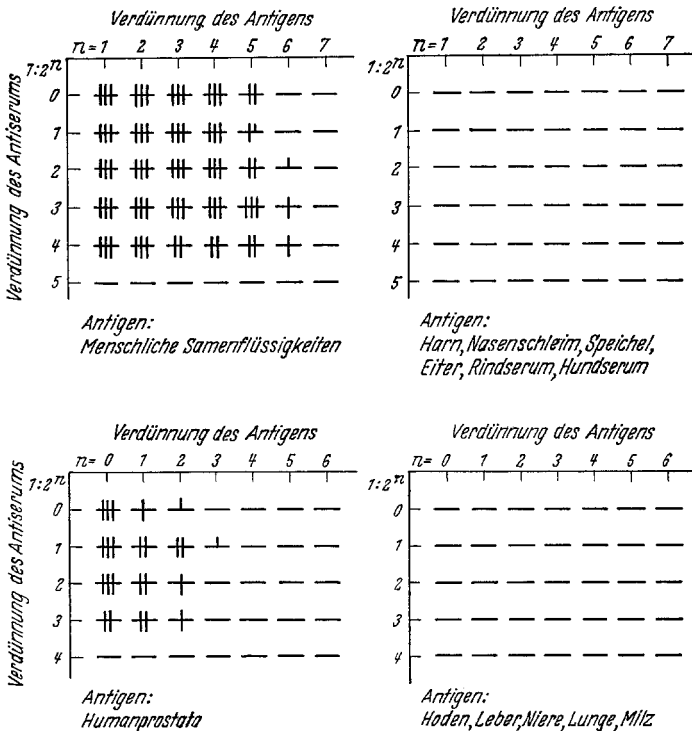 Verdünnung des Antigens
n= 1 2 3 4 5 6 7
1:2ⁿ
0
1
2
3
4
5
Verdünnung des Antiserums
Antigen:
Menschliche Samenflüssigkeiten
Verdünnung des Antigens
n= 1 2 3 4 5 6 7
1:2ⁿ
0
1
2
3
4
5
Antigen:
Harn, Nasenschleim, Speichel,
Eiter, Rindserum, Hundserum
Verdünnung des Antigens
n= 0 1 2 3 4 5 6
1:2ⁿ
0
1
2
3
4
Verdünnung des Antiserums
Antigen:
Humanprostata
Verdünnung des Antigens
n= 0 1 2 3 4 5 6
1:2ⁿ
0
1
2
3
4
Antigen:
Hoden, Leber, Niere, Lunge, Milz